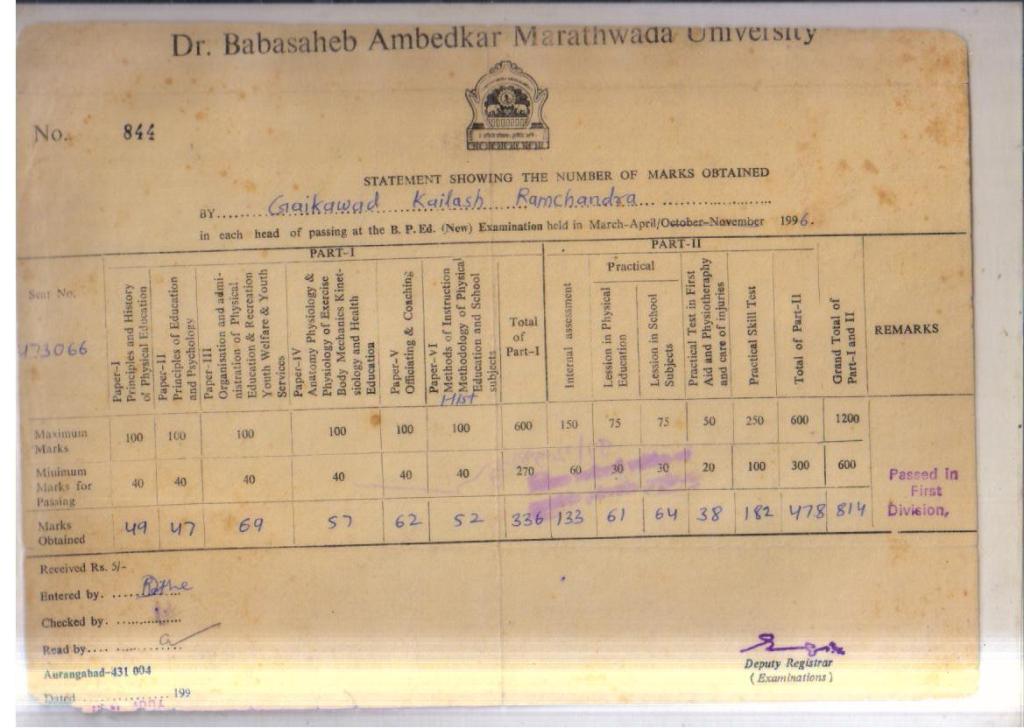 Dr. Babasaheb Ambedkar Marathwada University
No. 844
STATEMENT SHOWING THE NUMBER OF MARKS OBTAINED
BY Gaikawad Kailash Ramchandra
in each head of passing at the B. P. Ed. (New) Examination held in March-April/October-November 1996.
PART-I PART-II
Seat No.
Paper-I Principles and History of Physical Education
Paper-II Principles of Education and Psychology
Paper-III Organisation and administration of Physical Education & Recreation Youth Welfare & Youth Services
Paper-IV Anatomy Physiology & Physiology of Exercise Body Mechanics Kinetsiology and Health Education
Paper-V Officiating & Coaching
Paper-VI Methods of Instruction Methodology of Physical Education and School subjects
Hist
Total of Part-I
Internal assessment
Practical
Lession in Physical Education
Lession in School Subjects
Practical Test in First Aid and Physiotheraphy and care of injuries
Practical Skill Test
Total of Part-II
Grand Total of Part-I and II
REMARKS
473066
Maximum Marks 100 100 100 100 100 100 600 150 75 75 50 250 600 1200
Minimum Marks for Passing 40 40 40 40 40 40 270 60 30 30 20 100 300 600
Marks Obtained 49 47 69 57 62 52 336 133 61 64 38 182 478 814
Passed in
First
Division,
Received Rs. 5/-
Entered by.
Checked by.
Read by.
Aurangabad-431 004
Dated 199
Deputy Registrar
(Examinations)